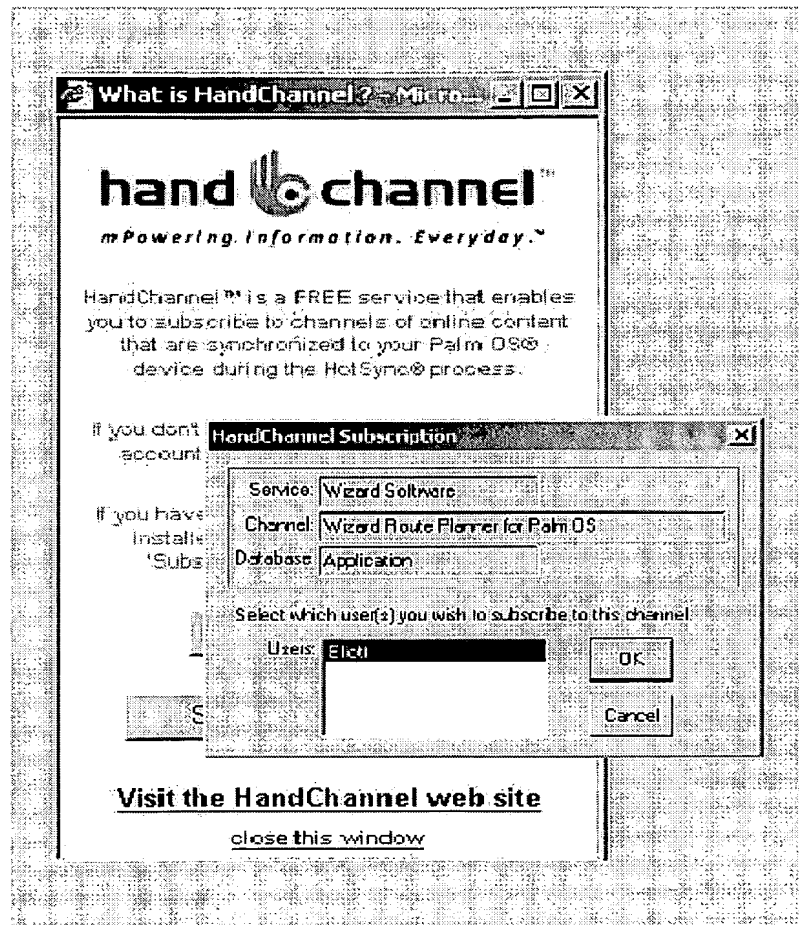 What is HandChannel? - Micro...
hand channel™
mPowering. Information. Everyday.™
HandChannel™ is a FREE service that enables
you to subscribe to channels of online content
that are synchronized to your Palm OS®
device during the HotSync® process.
If you don't
account
If you have
installe
'Subs
S
HandChannel Subscription
Service: Wizard Software
Channel: Wizard Route Planner for Palm OS
Database: Application
Select which user(s) you wish to subscribe to this channel.
Users:
OK
Cancel
Visit the HandChannel web site
close this window